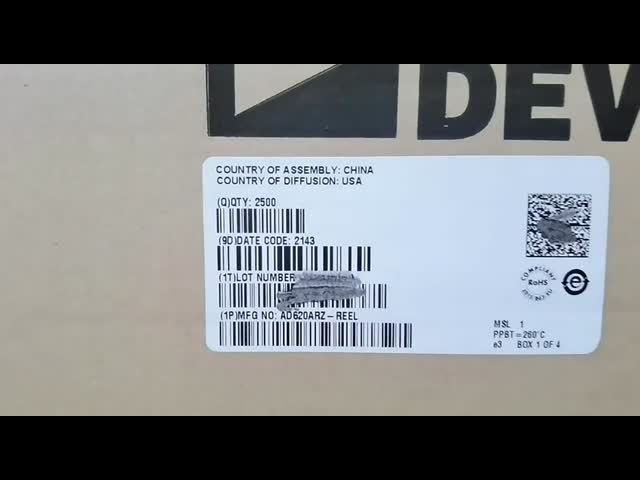 DEV
COUNTRY OF ASSEMBLY: CHINA
COUNTRY OF DIFFUSION: USA
(Q)QTY: 2500
(9D)DATE CODE: 2143
(1T)LOT NUMBER
(1P)MFG NO: AD620ARZ-REEL
COMPLIANT
RoHS
e
MSL 1
PPBT=260°C
e3 BOX 1 OF 4